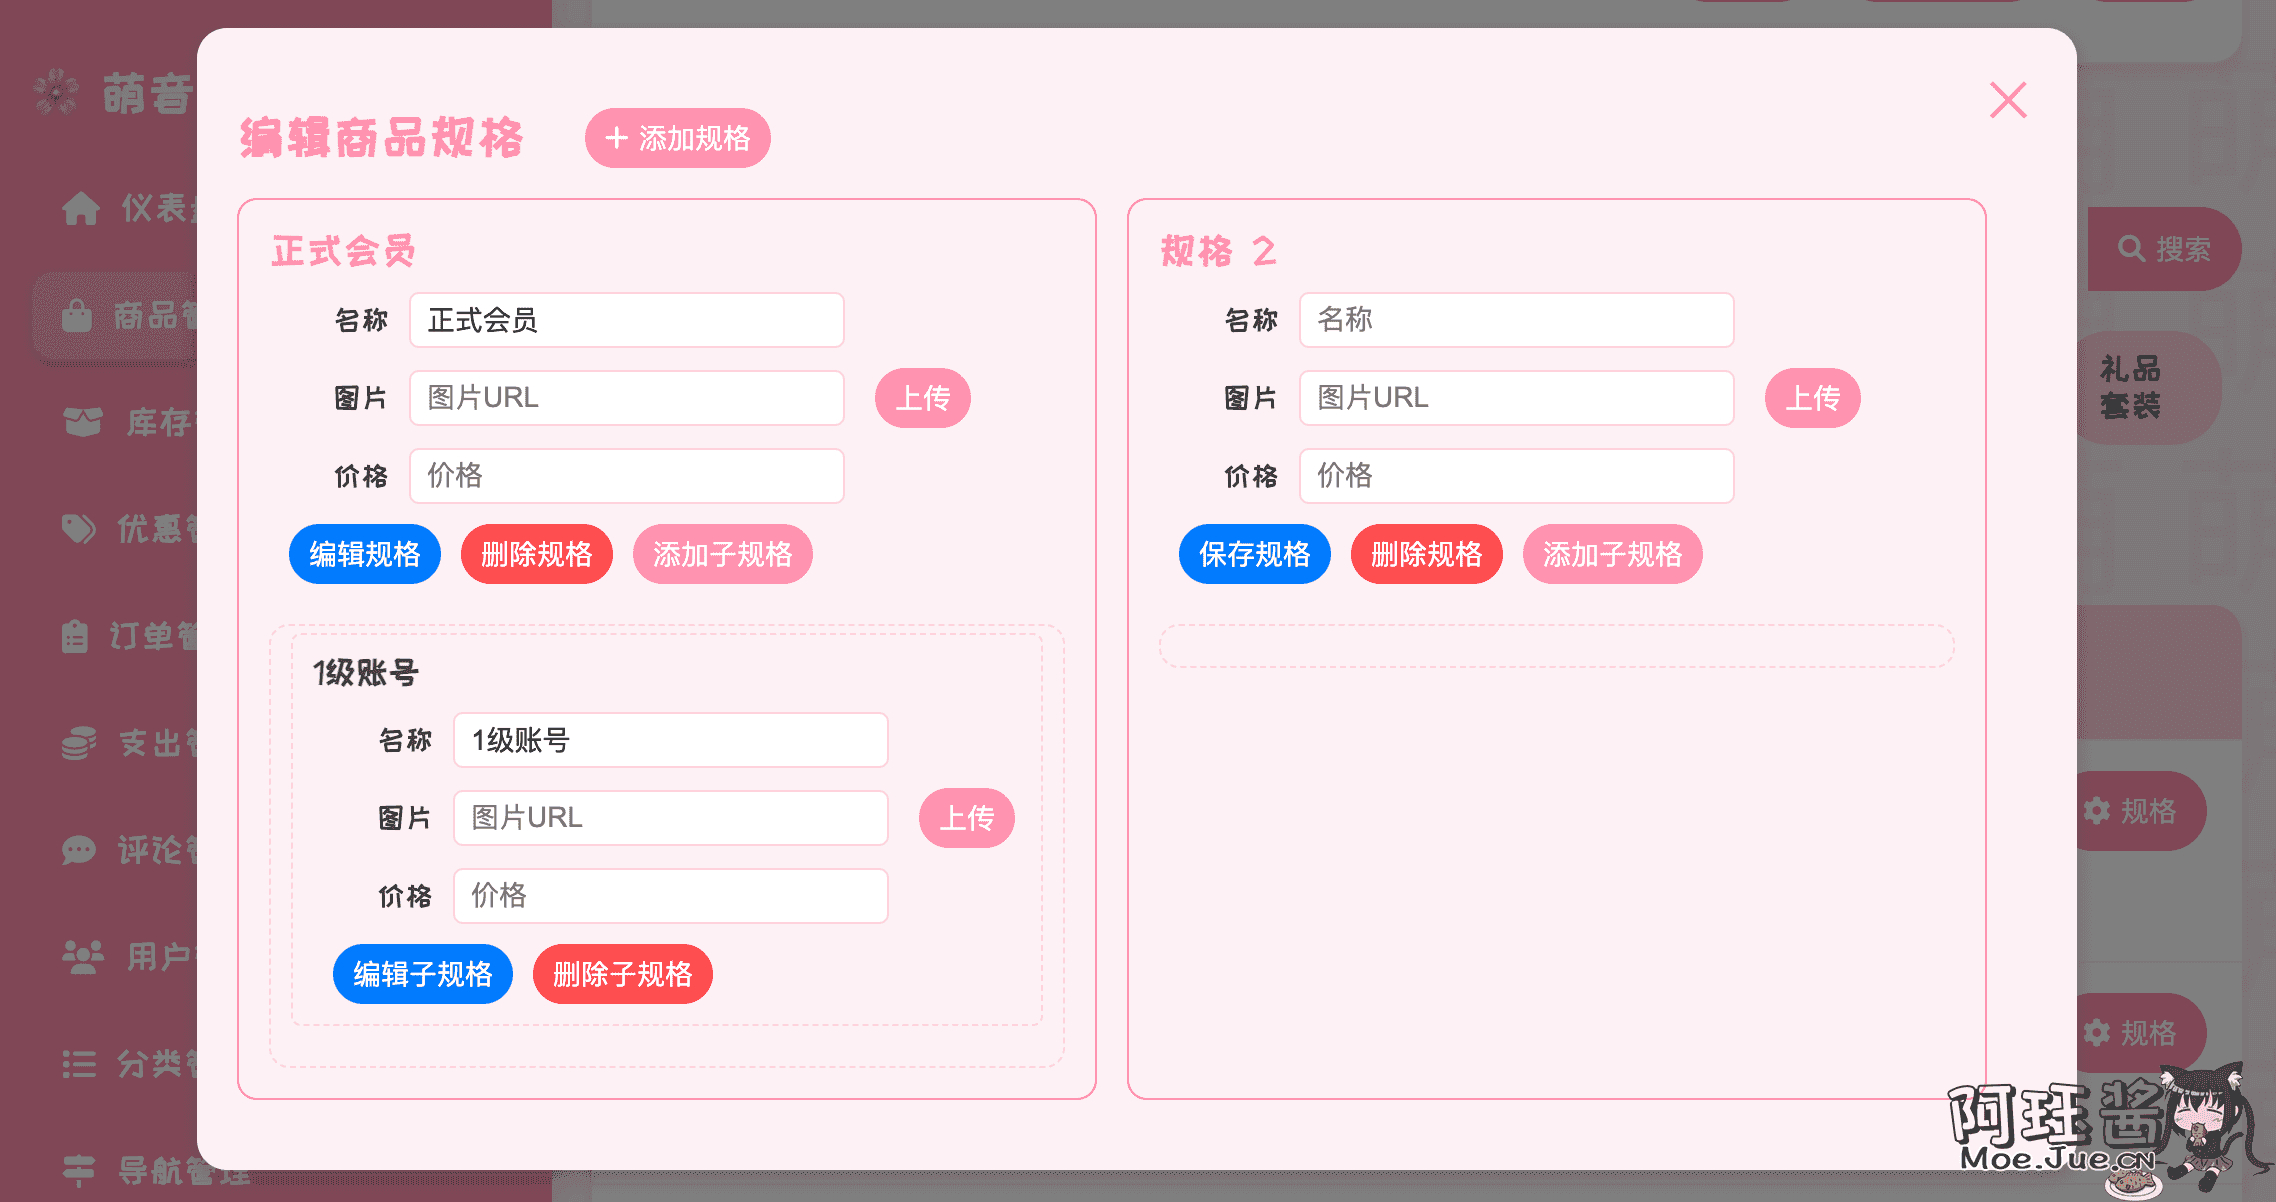 萌音
仪表
商品管
库存
优惠管
订单管
支出管
评论管
用户
分类管
导航管理
搜索
礼品
套装
规格
规格
编辑商品规格
+ 添加规格
正式会员
名称 正式会员
图片 图片URL 上传
价格 价格
编辑规格 删除规格 添加子规格
1级账号
名称 1级账号
图片 图片URL 上传
价格 价格
编辑子规格 删除子规格
规格 2
名称 名称
图片 图片URL 上传
价格 价格
保存规格 删除规格 添加子规格
阿珏酱
Moe.Jue.CN